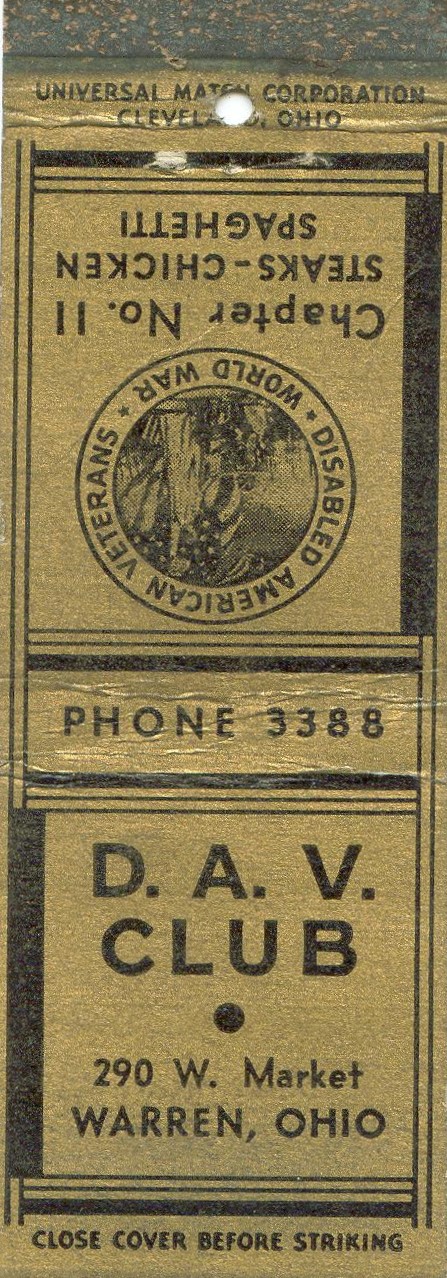 UNIVERSAL MATCH CORPORATION
CLEVELAND, OHIO
Chapter No. 11
STEAKS-CHICKEN
SPAGHETTI
DISABLED AMERICAN VETERANS ★ WORLD WAR ★
PHONE 3388
D. A. V.
CLUB
290 W. Market
WARREN, OHIO
CLOSE COVER BEFORE STRIKING